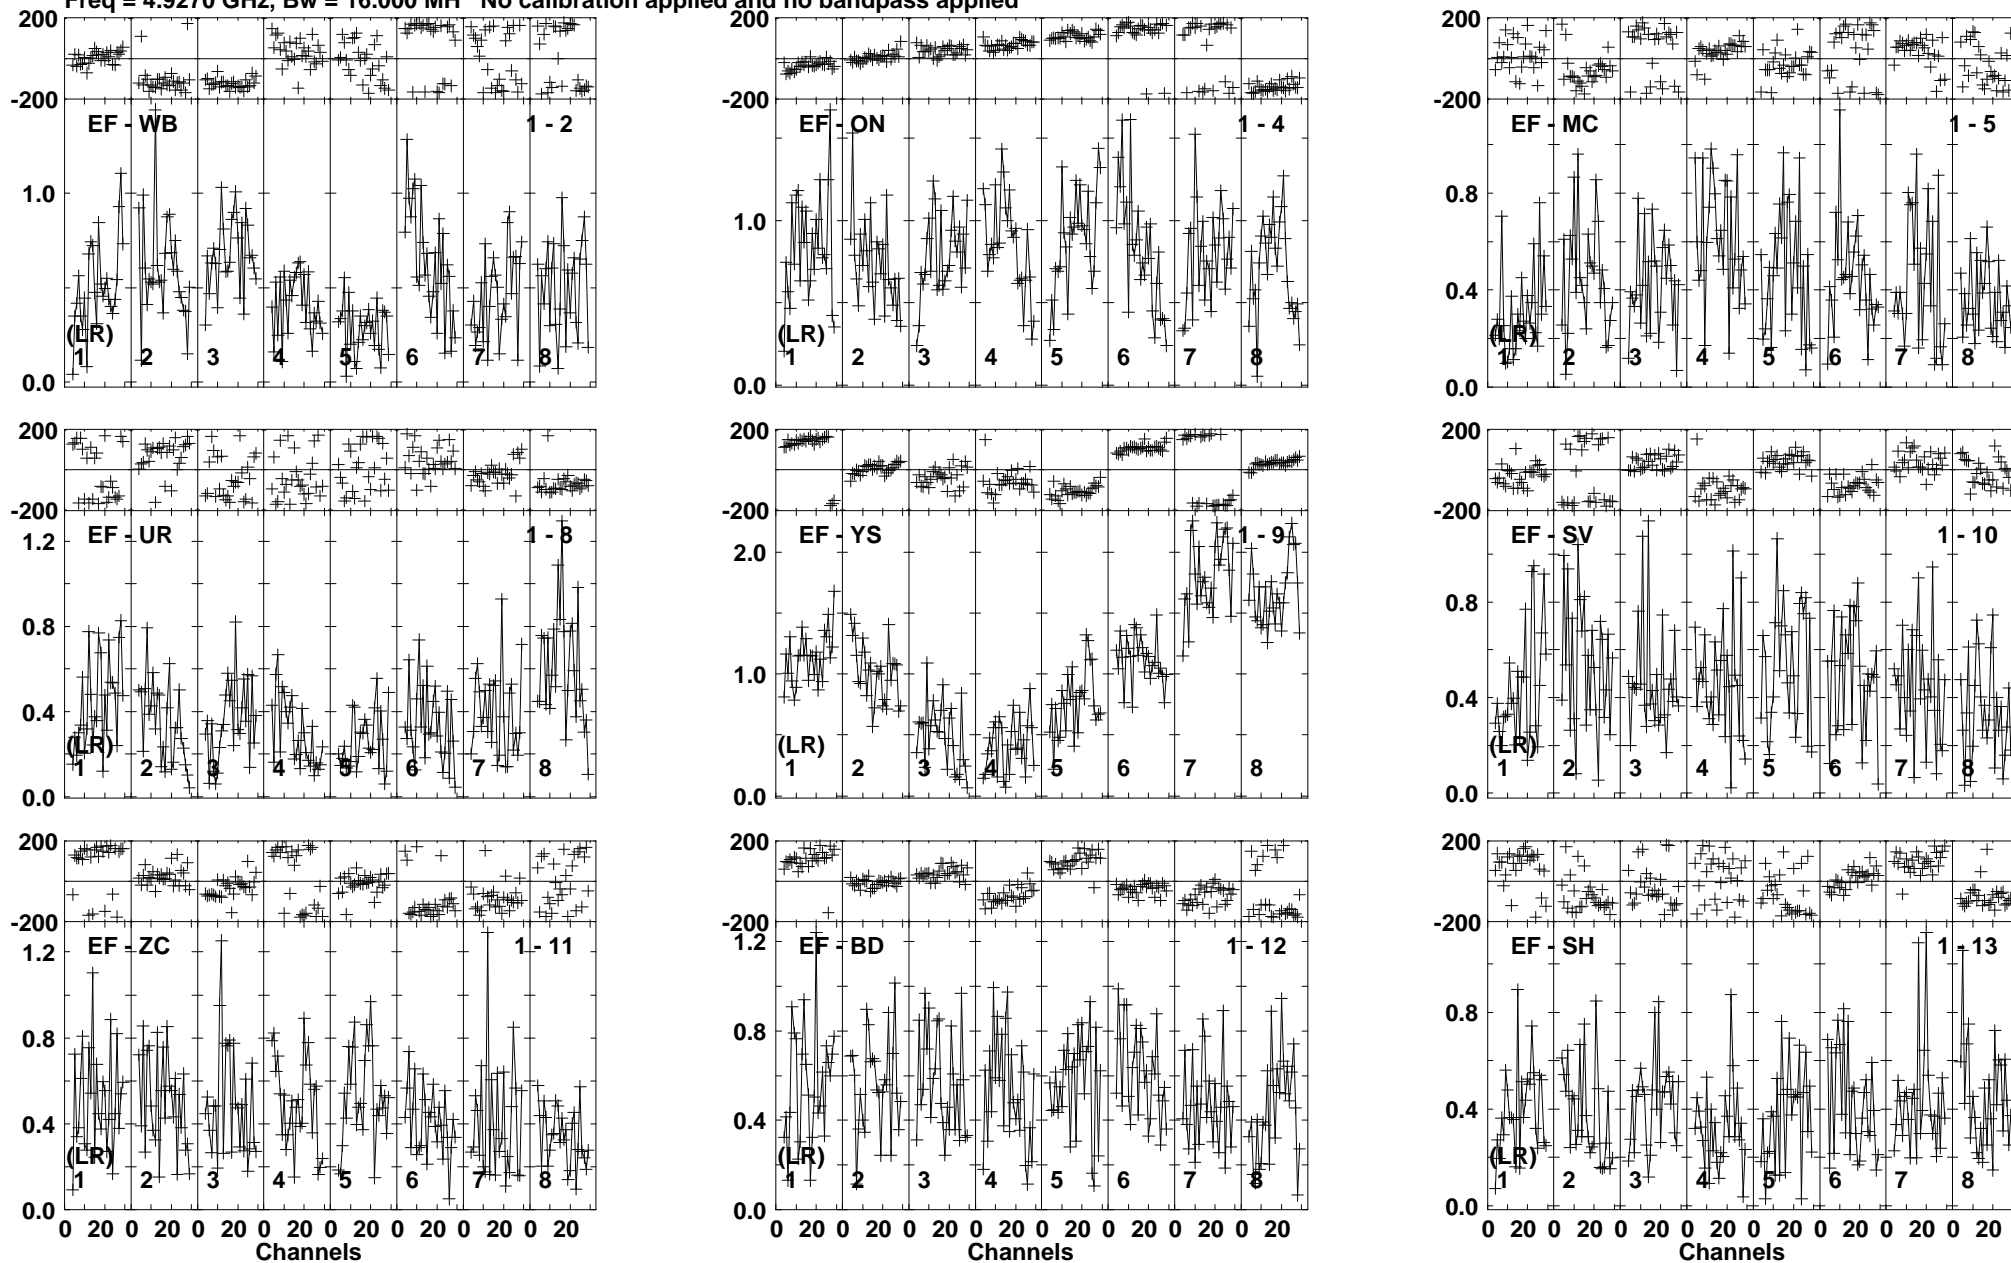 Freq = 4.9270 GHz, Bw = 16.000 MH No calibration applied and no bandpass applied
200
-200
EF - WB 1 - 2
1.0
(LR)
1 2 3 4 5 6 7 8
0.0
200
-200
EF - ON 1 - 4
1.0
(LR)
1 2 3 4 5 6 7 8
0.0
200
-200
EF - MC 1 - 5
0.8
0.4
(LR)
1 2 3 4 5 6 7 8
0.0
200
-200
EF - UR 1 - 8
1.2
0.8
0.4
(LR)
1 2 3 4 5 6 7 8
0.0
200
-200
EF - YS 1 - 9
2.0
1.0
(LR)
1 2 3 4 5 6 7 8
0.0
200
-200
EF - SV 1 - 10
0.8
0.4
(LR)
1 2 3 4 5 6 7 8
0.0
200
-200
EF - ZC 1 - 11
1.2
0.8
0.4
(LR)
1 2 3 4 5 6 7 8
0.0
0 20 0 20 0 20 0 20 0 20 0 20 0 20 0 20
Channels
200
-200
EF - BD 1 - 12
1.2
0.8
0.4
(LR)
1 2 3 4 5 6 7 8
0.0
0 20 0 20 0 20 0 20 0 20 0 20 0 20 0 20
Channels
200
-200
EF - SH 1 - 13
0.8
0.4
(LR)
1 2 3 4 5 6 7 8
0.0
0 20 0 20 0 20 0 20 0 20 0 20 0 20 0 20
Channels